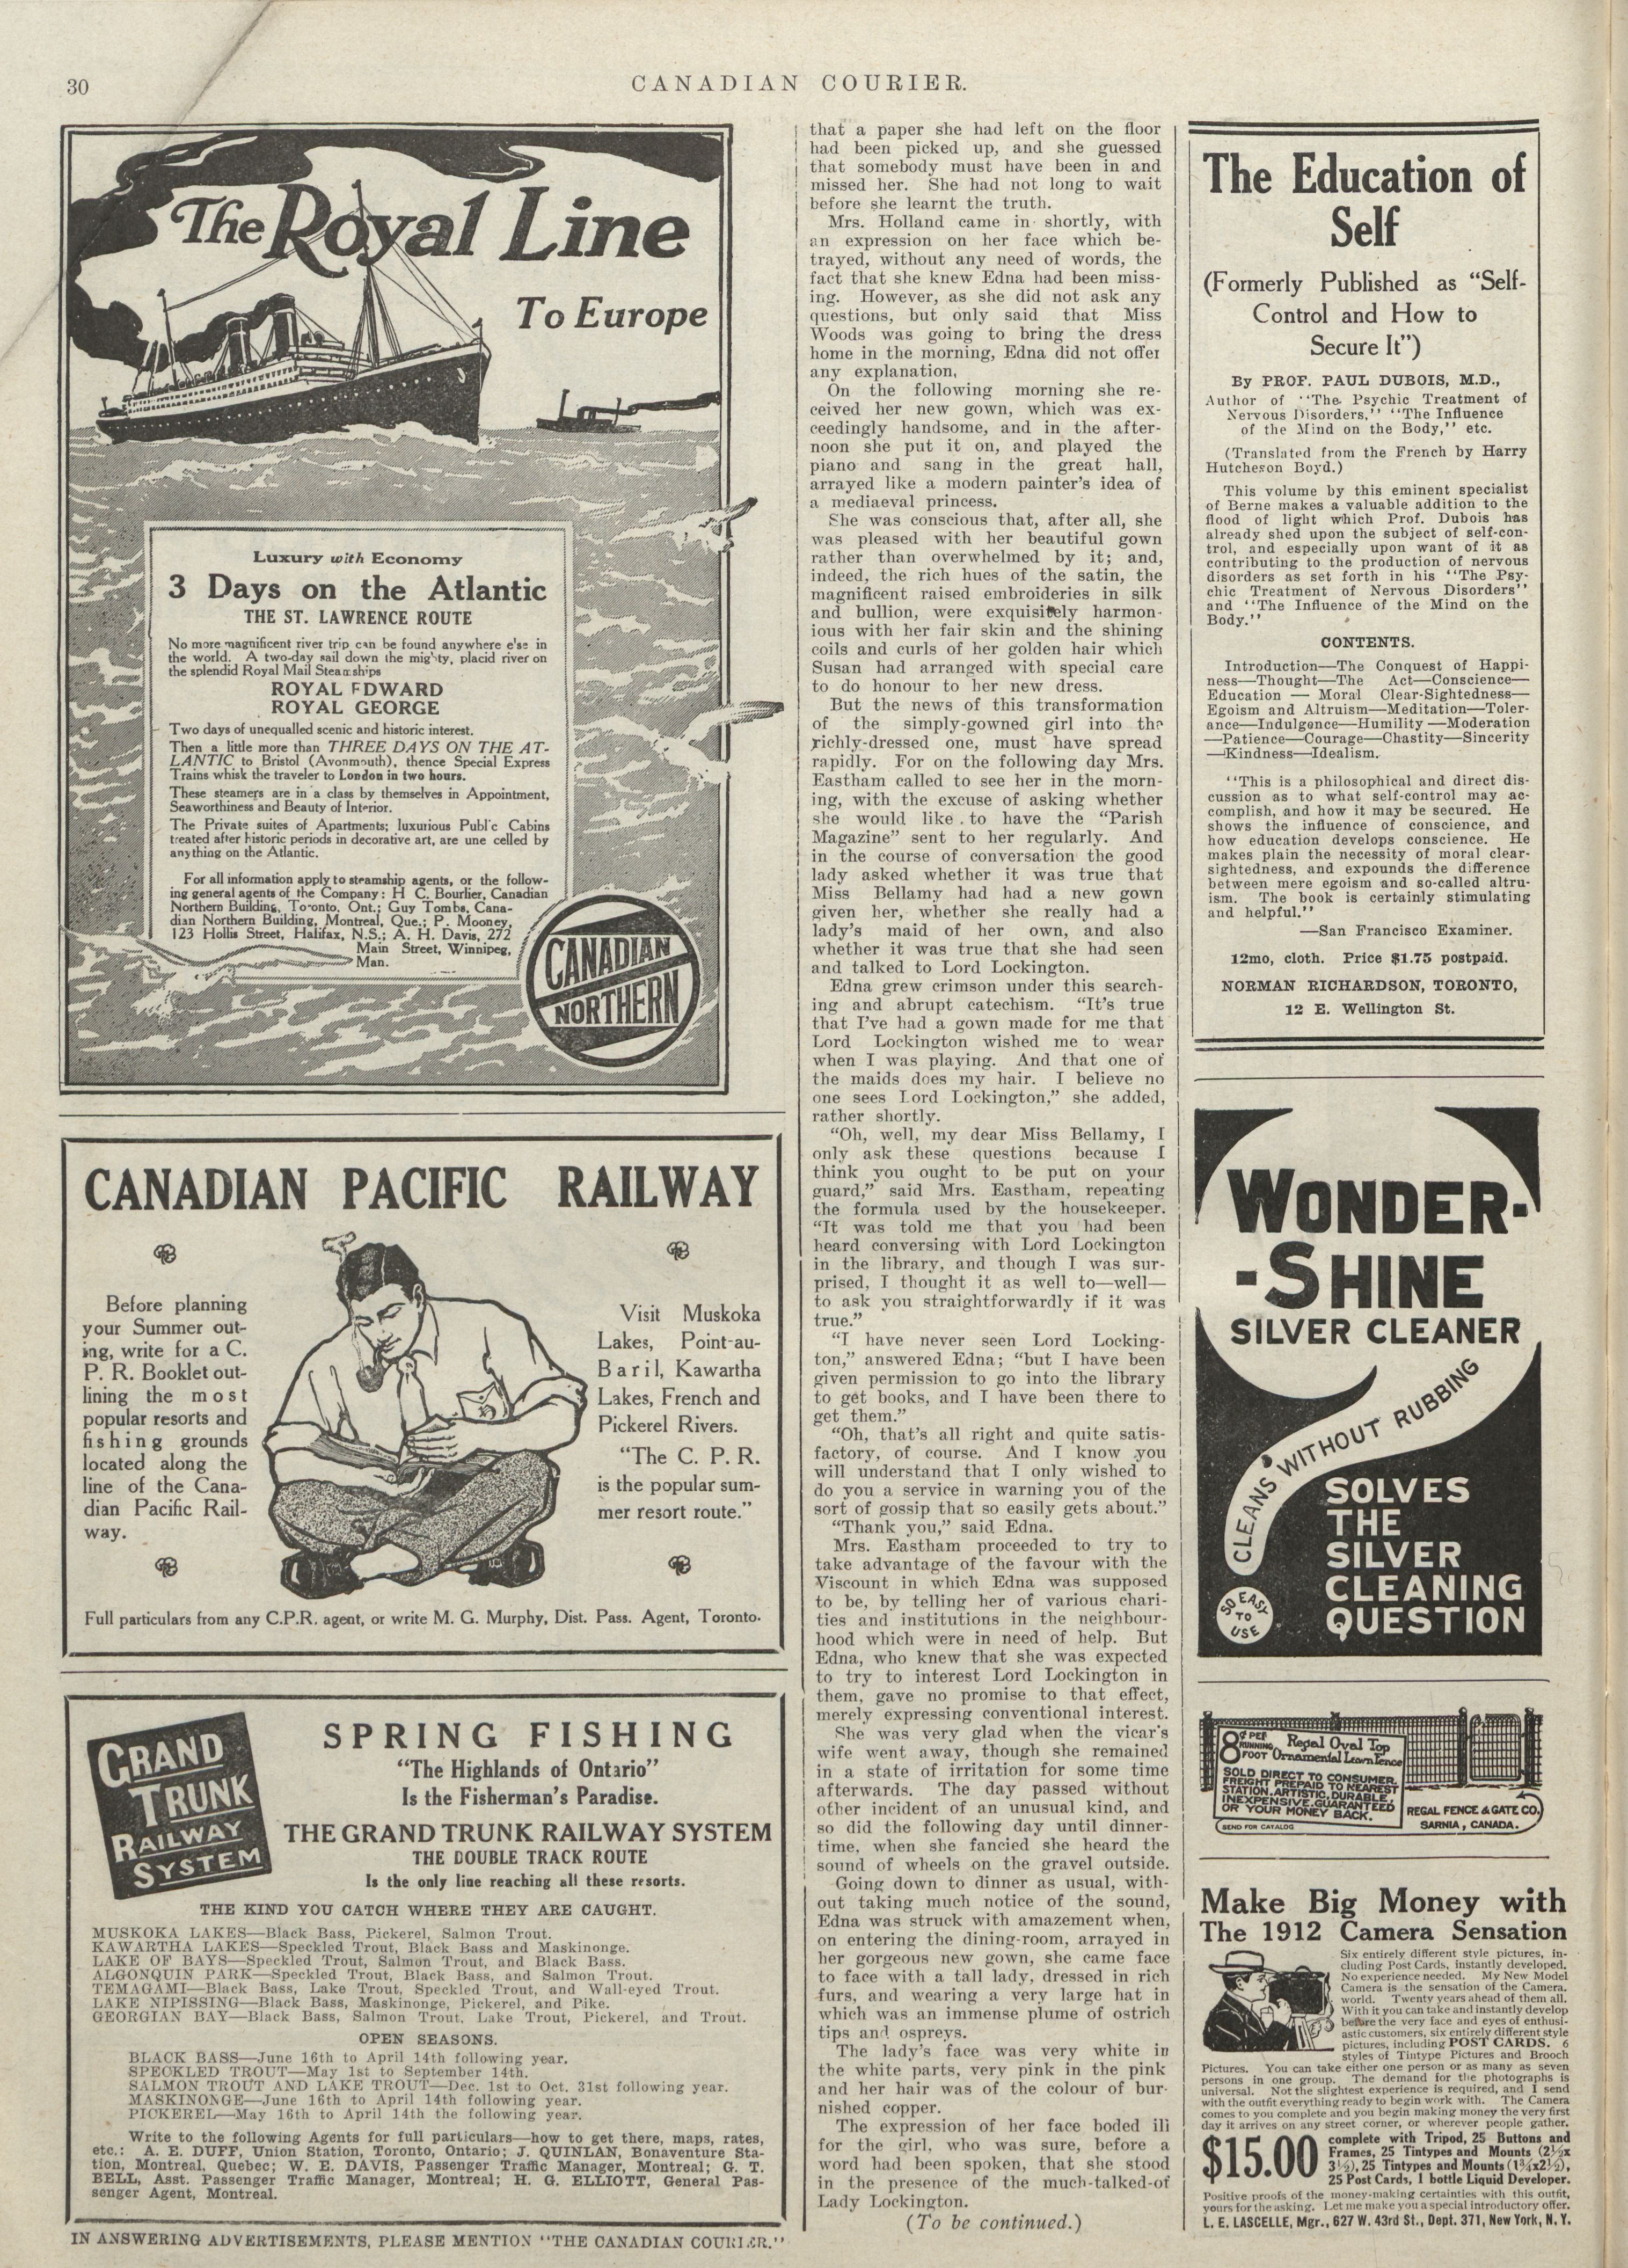 30
CANADIAN COURIER.
The Royal Line
To Europe
Luxury with Economy
3 Days on the Atlantic
THE ST. LAWRENCE ROUTE
No more magnificent river trip can be found anywhere e'se in
the world. A two-day sail down the mighty, placid river on
the splendid Royal Mail Steamships
ROYAL EDWARD
ROYAL GEORGE
Two days of unequalled scenic and historic interest.
Then a little more than THREE DAYS ON THE AT-
LANTIC to Bristol (Avonmouth), thence Special Express
Trains whisk the traveler to London in two hours.
These steamers are in a class by themselves in Appointment,
Seaworthiness and Beauty of Interior.
The Private suites of Apartments; luxurious Publ'c Cabins
treated after historic periods in decorative art, are une celled by
anything on the Atlantic.
For all information apply to steamship agents, or the follow-
ing general agents of the Company: H C. Bourlier, Canadian
Northern Building, Toronto, Ont.; Guy Tombs, Cana-
dian Northern Building, Montreal, Que.; P. Mooney,
123 Hollis Street, Halifax, N.S.; A. H. Davis, 272
Main Street, Winnipeg,
Man.
CANADIAN
NORTHERN
CANADIAN PACIFIC RAILWAY
Before planning
your Summer out-
ing, write for a C.
P. R. Booklet out-
lining the most
popular resorts and
fishing grounds
located along the
line of the Cana-
dian Pacific Rail-
way.
Visit Muskoka
Lakes, Point-au-
Baril, Kawartha
Lakes, French and
Pickerel Rivers.
"The C. P. R.
is the popular sum-
mer resort route."
Full particulars from any C.P.R. agent, or write M. G. Murphy, Dist. Pass. Agent, Toronto.
GRAND
TRUNK
RAILWAY
SYSTEM
SPRING FISHING
"The Highlands of Ontario"
Is the Fisherman's Paradise.
THE GRAND TRUNK RAILWAY SYSTEM
THE DOUBLE TRACK ROUTE
Is the only line reaching all these resorts.
THE KIND YOU CATCH WHERE THEY ARE CAUGHT.
MUSKOKA LAKES—Black Bass, Pickerel, Salmon Trout.
KAWARTHA LAKES—Speckled Trout, Black Bass and Maskinonge.
LAKE OF BAYS—Speckled Trout, Salmon Trout, and Black Bass.
ALGONQUIN PARK—Speckled Trout, Black Bass, and Salmon Trout.
TEMAGAMI—Black Bass, Lake Trout, Speckled Trout, and Wall-eyed Trout.
LAKE NIPISSING—Black Bass, Maskinonge, Pickerel, and Pike.
GEORGIAN BAY—Black Bass, Salmon Trout, Lake Trout, Pickerel, and Trout.
OPEN SEASONS.
BLACK BASS—June 16th to April 14th following year.
SPECKLED TROUT—May 1st to September 14th.
SALMON TROUT AND LAKE TROUT—Dec. 1st to Oct. 31st following year.
MASKINONGE—June 16th to April 14th following year.
PICKEREL—May 16th to April 14th the following year.
Write to the following Agents for full particulars—how to get there, maps, rates,
etc.: A. E. DUFF, Union Station, Toronto, Ontario; J. QUINLAN, Bonaventure Sta-
tion, Montreal, Quebec; W. E. DAVIS, Passenger Traffic Manager, Montreal; G. T.
BELL, Asst. Passenger Traffic Manager, Montreal; H. G. ELLIOTT, General Pas-
senger Agent, Montreal.
IN ANSWERING ADVERTISEMENTS, PLEASE MENTION "THE CANADIAN COURIER."
that a paper she had left on the floor
had been picked up, and she guessed
that somebody must have been in and
missed her. She had not long to wait
before she learnt the truth.
Mrs. Holland came in shortly, with
an expression on her face which be-
trayed, without any need of words, the
fact that she knew Edna had been miss-
ing. However, as she did not ask any
questions, but only said that Miss
Woods was going to bring the dress
home in the morning, Edna did not offer
any explanation.
On the following morning she re-
ceived her new gown, which was ex-
ceedingly handsome, and in the after-
noon she put it on, and played the
piano and sang in the great hall,
arrayed like a modern painter's idea of
a mediaeval princess.
She was conscious that, after all, she
was pleased with her beautiful gown
rather than overwhelmed by it; and,
indeed, the rich hues of the satin, the
magnificent raised embroideries in silk
and bullion, were exquisitely harmon-
ious with her fair skin and the shining
coils and curls of her golden hair which
Susan had arranged with special care
to do honour to her new dress.
But the news of this transformation
of the simply-gowned girl into the
richly-dressed one, must have spread
rapidly. For on the following day Mrs.
Eastham called to see her in the morn-
ing, with the excuse of asking whether
she would like to have the "Parish
Magazine" sent to her regularly. And
in the course of conversation the good
lady asked whether it was true that
Miss Bellamy had had a new gown
given her, whether she really had a
lady's maid of her own, and also
whether it was true that she had seen
and talked to Lord Lockington.
Edna grew crimson under this search-
ing and abrupt catechism. "It's true
that I've had a gown made for me that
Lord Lockington wished me to wear
when I was playing. And that one of
the maids does my hair. I believe no
one sees Lord Lockington," she added,
rather shortly.
"Oh, well, my dear Miss Bellamy, I
only ask these questions because I
think you ought to be put on your
guard," said Mrs. Eastham, repeating
the formula used by the housekeeper.
"It was told me that you had been
heard conversing with Lord Lockington
in the library, and though I was sur-
prised, I thought it as well to—well—
to ask you straightforwardly if it was
true."
"I have never seen Lord Locking-
ton," answered Edna; "but I have been
given permission to go into the library
to get books, and I have been there to
get them."
"Oh, that's all right and quite satis-
factory, of course. And I know you
will understand that I only wished to
do you a service in warning you of the
sort of gossip that so easily gets about."
"Thank you," said Edna.
Mrs. Eastham proceeded to try to
take advantage of the favour with the
Viscount in which Edna was supposed
to be, by telling her of various chari-
ties and institutions in the neighbour-
hood which were in need of help. But
Edna, who knew that she was expected
to try to interest Lord Lockington in
them, gave no promise to that effect,
merely expressing conventional interest.
She was very glad when the vicar's
wife went away, though she remained
in a state of irritation for some time
afterwards. The day passed without
other incident of an unusual kind, and
so did the following day until dinner-
time, when she fancied she heard the
sound of wheels on the gravel outside.
Going down to dinner as usual, with-
out taking much notice of the sound,
Edna was struck with amazement when,
on entering the dining-room, arrayed in
her gorgeous new gown, she came face
to face with a tall lady, dressed in rich
furs, and wearing a very large hat in
which was an immense plume of ostrich
tips and ospreys.
The lady's face was very white in
the white parts, very pink in the pink
and her hair was of the colour of bur-
nished copper.
The expression of her face boded ill
for the girl, who was sure, before a
word had been spoken, that she stood
in the presence of the much-talked-of
Lady Lockington.
(To be continued.)
The Education of
Self
(Formerly Published as "Self-
Control and How to
Secure It")
By PROF. PAUL DUBOIS, M.D.,
Author of "The Psychic Treatment of
Nervous Disorders," "The Influence
of the Mind on the Body," etc.
(Translated from the French by Harry
Hutcheson Boyd.)
This volume by this eminent specialist
of Berne makes a valuable addition to the
flood of light which Prof. Dubois has
already shed upon the subject of self-con-
trol, and especially upon want of it as
contributing to the production of nervous
disorders as set forth in his "The Psy-
chic Treatment of Nervous Disorders"
and "The Influence of the Mind on the
Body."
CONTENTS.
Introduction—The Conquest of Happi-
ness—Thought—The Act—Conscience—
Education — Moral Clear-Sightedness—
Egoism and Altruism—Meditation—Toler-
ance—Indulgence—Humility—Moderation
—Patience—Courage—Chastity—Sincerity
—Kindness—Idealism.
"This is a philosophical and direct dis-
cussion as to what self-control may ac-
complish, and how it may be secured. He
shows the influence of conscience, and
how education develops conscience. He
makes plain the necessity of moral clear-
sightedness, and expounds the difference
between mere egoism and so-called altru-
ism. The book is certainly stimulating
and helpful."
—San Francisco Examiner.
12mo, cloth. Price $1.75 postpaid.
NORMAN RICHARDSON, TORONTO,
12 E. Wellington St.
WONDER-
-SHINE
SILVER CLEANER
CLEANS WITHOUT RUBBING
SOLVES
THE
SILVER
CLEANING
QUESTION
SO EASY
TO
USE
8¢ PER
RUNNING
FOOT
Regal Oval Top
Ornamental Lawn Fence
SOLD DIRECT TO CONSUMER.
FREIGHT PREPAID TO NEAREST
STATION. ARTISTIC, DURABLE,
INEXPENSIVE. GUARANTEED
OR YOUR MONEY BACK.
SEND FOR CATALOG
REGAL FENCE & GATE CO.
SARNIA, CANADA.
Make Big Money with
The 1912 Camera Sensation
Six entirely different style pictures, in-
cluding Post Cards, instantly developed.
No experience needed. My New Model
Camera is the sensation of the Camera.
world. Twenty years ahead of them all.
With it you can take and instantly develop
before the very face and eyes of enthusi-
astic customers, six entirely different style
pictures, including POST CARDS. 6
styles of Tintype Pictures and Brooch
Pictures. You can take either one person or as many as seven
persons in one group. The demand for the photographs is
universal. Not the slightest experience is required, and I send
with the outfit everything ready to begin work with. The Camera
comes to you complete and you begin making money the very first
day it arrives on any street corner, or wherever people gather.
$15.00
complete with Tripod, 25 Buttons and
Frames, 25 Tintypes and Mounts (2½x
3½), 25 Tintypes and Mounts (1¾x2½),
25 Post Cards, 1 bottle Liquid Developer.
Positive proofs of the money-making certainties with this outfit,
yours for the asking. Let me make you a special introductory offer.
L. E. LASCELLE, Mgr., 627 W. 43rd St., Dept. 371, New York, N. Y.